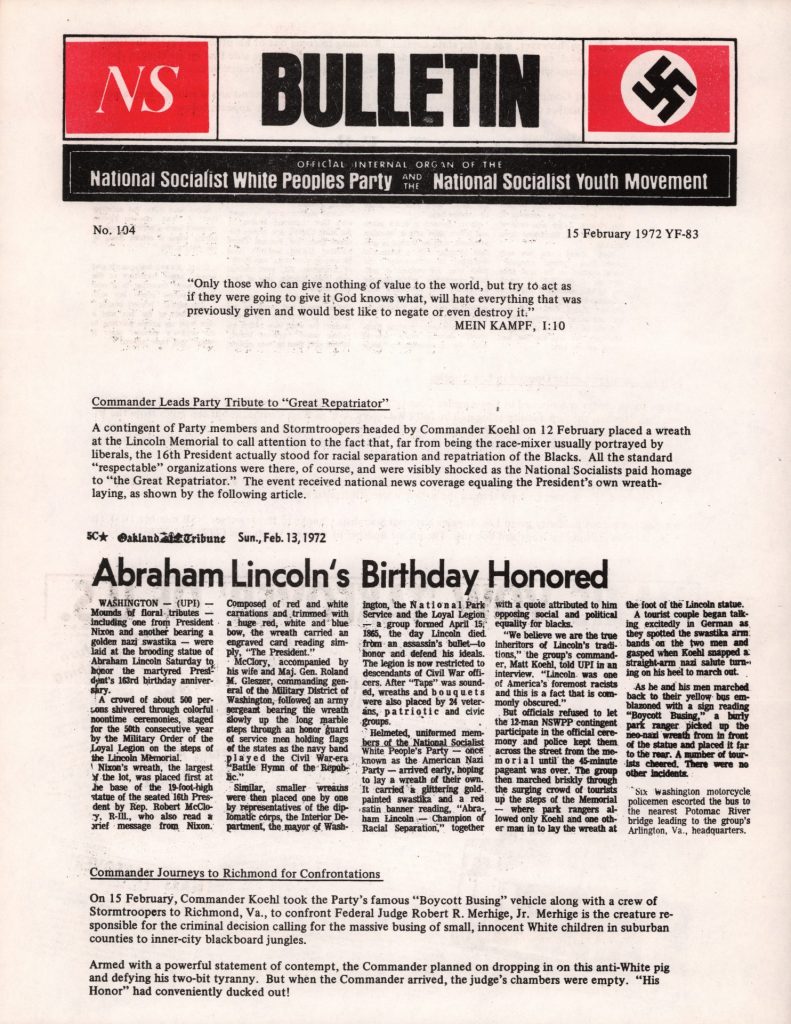 NS
BULLETIN
OFFICIAL INTERNAL ORGAN OF THE
National Socialist White Peoples Party AND THE National Socialist Youth Movement
No. 104
15 February 1972 YF-83
“Only those who can give nothing of value to the world, but try to act as
if they were going to give it God knows what, will hate everything that was
previously given and would best like to negate or even destroy it.”
MEIN KAMPF, I:10
Commander Leads Party Tribute to “Great Repatriator”
A contingent of Party members and Stormtroopers headed by Commander Koehl on 12 February placed a wreath
at the Lincoln Memorial to call attention to the fact that, far from being the race-mixer usually portrayed by
liberals, the 16th President actually stood for racial separation and repatriation of the Blacks. All the standard
“respectable” organizations were there, of course, and were visibly shocked as the National Socialists paid homage
to “the Great Repatriator.” The event received national news coverage equaling the President's own wreath-
laying, as shown by the following article.
5C★ Oakland Tribune Sun., Feb. 13, 1972
Abraham Lincoln's Birthday Honored
WASHINGTON — (UPI) —
Mounds of floral tributes —
including one from President
Nixon and another bearing a
golden nazi swastika — were
laid at the brooding statue of
Abraham Lincoln Saturday to
honor the martyred Presi-
dent's 163rd birthday anniver-
sary.
A crowd of about 500 per-
sons shivered through colorful
noontime ceremonies, staged
for the 50th consecutive year
by the Military Order of the
Loyal Legion on the steps of
the Lincoln Memorial.
Nixon's wreath, the largest
of the lot, was placed first at
the base of the 19-foot-high
statue of the seated 16th Pres-
ident by Rep. Robert McClo-
ry, R-Ill., who also read a
brief message from Nixon.
Composed of red and white
carnations and trimmed with
a huge red, white and blue
bow, the wreath carried an
engraved card reading sim-
ply, “The President.”
McClory, accompanied by
his wife and Maj. Gen. Roland
M. Gleszer, commanding gen-
eral of the Military District of
Washington, followed an army
sergeant bearing the wreath
slowly up the long marble
steps through an honor guard
of service men holding flags
of the states as the navy band
played the Civil War-era
“Battle Hymn of the Repub-
lic.”
Similar, smaller wreaths
were then placed one by one
by representatives of the dip-
lomatic corps, the Interior De-
partment, the mayor of Wash-
ington, the National Park
Service and the Loyal Legion
— a group formed April 15,
1865, the day Lincoln died
from an assassin's bullet—to
honor and defend his ideals.
The legion is now restricted to
descendants of Civil War offi-
cers. After “Taps” was sound-
ed, wreaths and bouquets
were also placed by 24 veter-
ans, patriotic and civic
groups.
Helmeted, uniformed mem-
bers of the National Socialist
White People's Party — once
known as the American Nazi
Party — arrived early, hoping
to lay a wreath of their own.
It carried a glittering gold-
painted swastika and a red
satin banner reading, “Abra-
ham Lincoln — Champion of
Racial Separation,” together
with a quote attributed to him
opposing social and political
equality for blacks.
“We believe we are the true
inheritors of Lincoln's tradi-
tions,” the group's command-
er, Matt Koehl, told UPI in an
interview. “Lincoln was one
of America's foremost racists
and this is a fact that is com-
monly obscured.”
But officials refused to let
the 12-man NSWPP contingent
participate in the official cere-
mony and police kept them
across the street from the me-
morial until the 45-minute
pageant was over. The group
then marched briskly through
the surging crowd of tourists
up the steps of the Memorial
— where park rangers al-
lowed only Koehl and one oth-
er man in to lay the wreath at
the foot of the Lincoln statue.
A tourist couple began talk-
ing excitedly in German as
they spotted the swastika arm
bands on the two men and
gasped when Koehl snapped a
straight-arm nazi salute turn-
ing on his heel to march out.
As he and his men marched
back to their yellow bus em-
blazoned with a sign reading
“Boycott Busing,” a burly
park ranger picked up the
neo-nazi wreath from in front
of the statue and placed it far
to the rear. A number of tour-
ists cheered. There were no
other incidents.
Six Washington motorcycle
policemen escorted the bus to
the nearest Potomac River
bridge leading to the group's
Arlington, Va., headquarters.
Commander Journeys to Richmond for Confrontations
On 15 February, Commander Koehl took the Party's famous “Boycott Busing” vehicle along with a crew of
Stormtroopers to Richmond, Va., to confront Federal Judge Robert R. Merhige, Jr. Merhige is the creature re-
sponsible for the criminal decision calling for the massive busing of small, innocent White children in suburban
counties to inner-city blackboard jungles.
Armed with a powerful statement of contempt, the Commander planned on dropping in on this anti-White pig
and defying his two-bit tyranny. But when the Commander arrived, the judge's chambers were empty. “His
Honor” had conveniently ducked out!